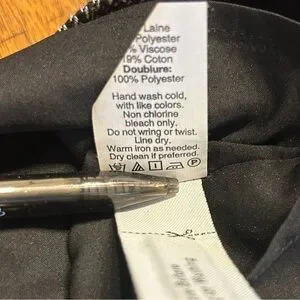 Laine
Polyester
% Viscose
9% Coton
Doublure:
100% Polyester
Hand wash cold,
with like colors.
Non chlorine
bleach only.
Do not wring or twist.
Line dry.
Warm iron as needed.
Dry clean if preferred.